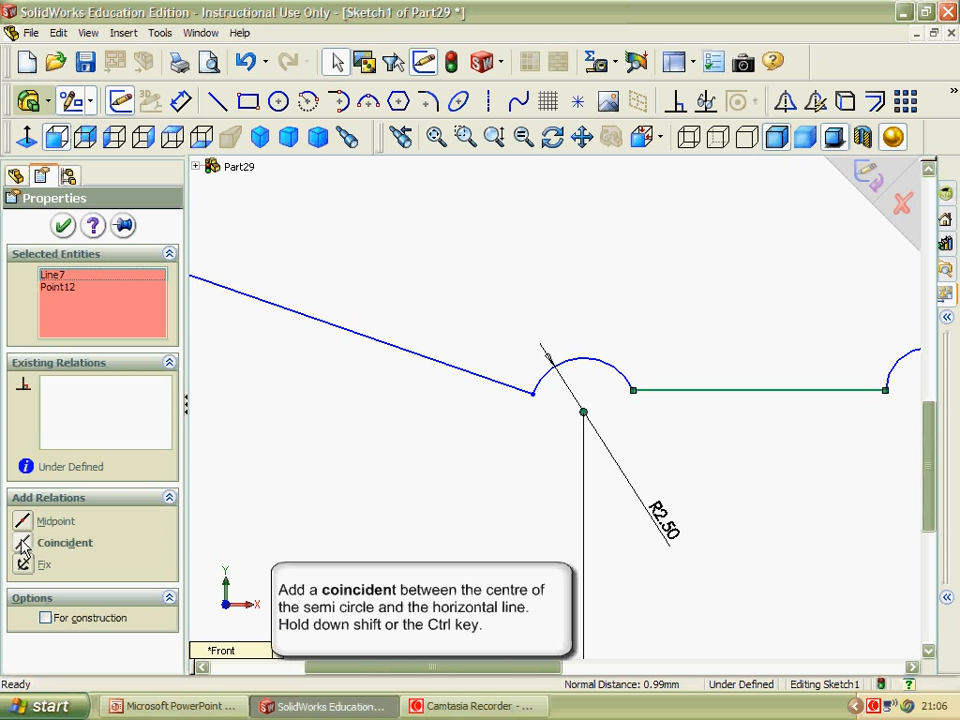 SolidWorks Education Edition - Instructional Use Only - [Sketch1 of Part29 *]
File Edit View Insert Tools Window Help
Part29
Properties
Selected Entities
Line7
Point12
Existing Relations
Under Defined
Add Relations
Midpoint
Coincident
Fix
Options
For construction
R2.50
Y
X
Add a coincident between the centre of
the semi circle and the horizontal line.
Hold down shift or the Ctrl key.
*Front
Ready
Normal Distance: 0.99mm
Under Defined
Editing Sketch1
start
Microsoft PowerPoint ...
SolidWorks Education...
Camtasia Recorder - ...
21:06